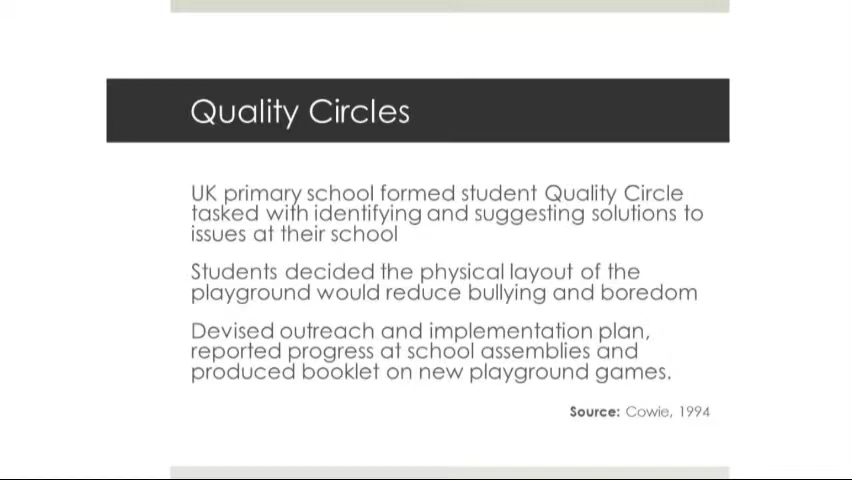 Quality Circles
UK primary school formed student Quality Circle
tasked with identifying and suggesting solutions to
issues at their school
Students decided the physical layout of the
playground would reduce bullying and boredom
Devised outreach and implementation plan,
reported progress at school assemblies and
produced booklet on new playground games.
Source: Cowie, 1994